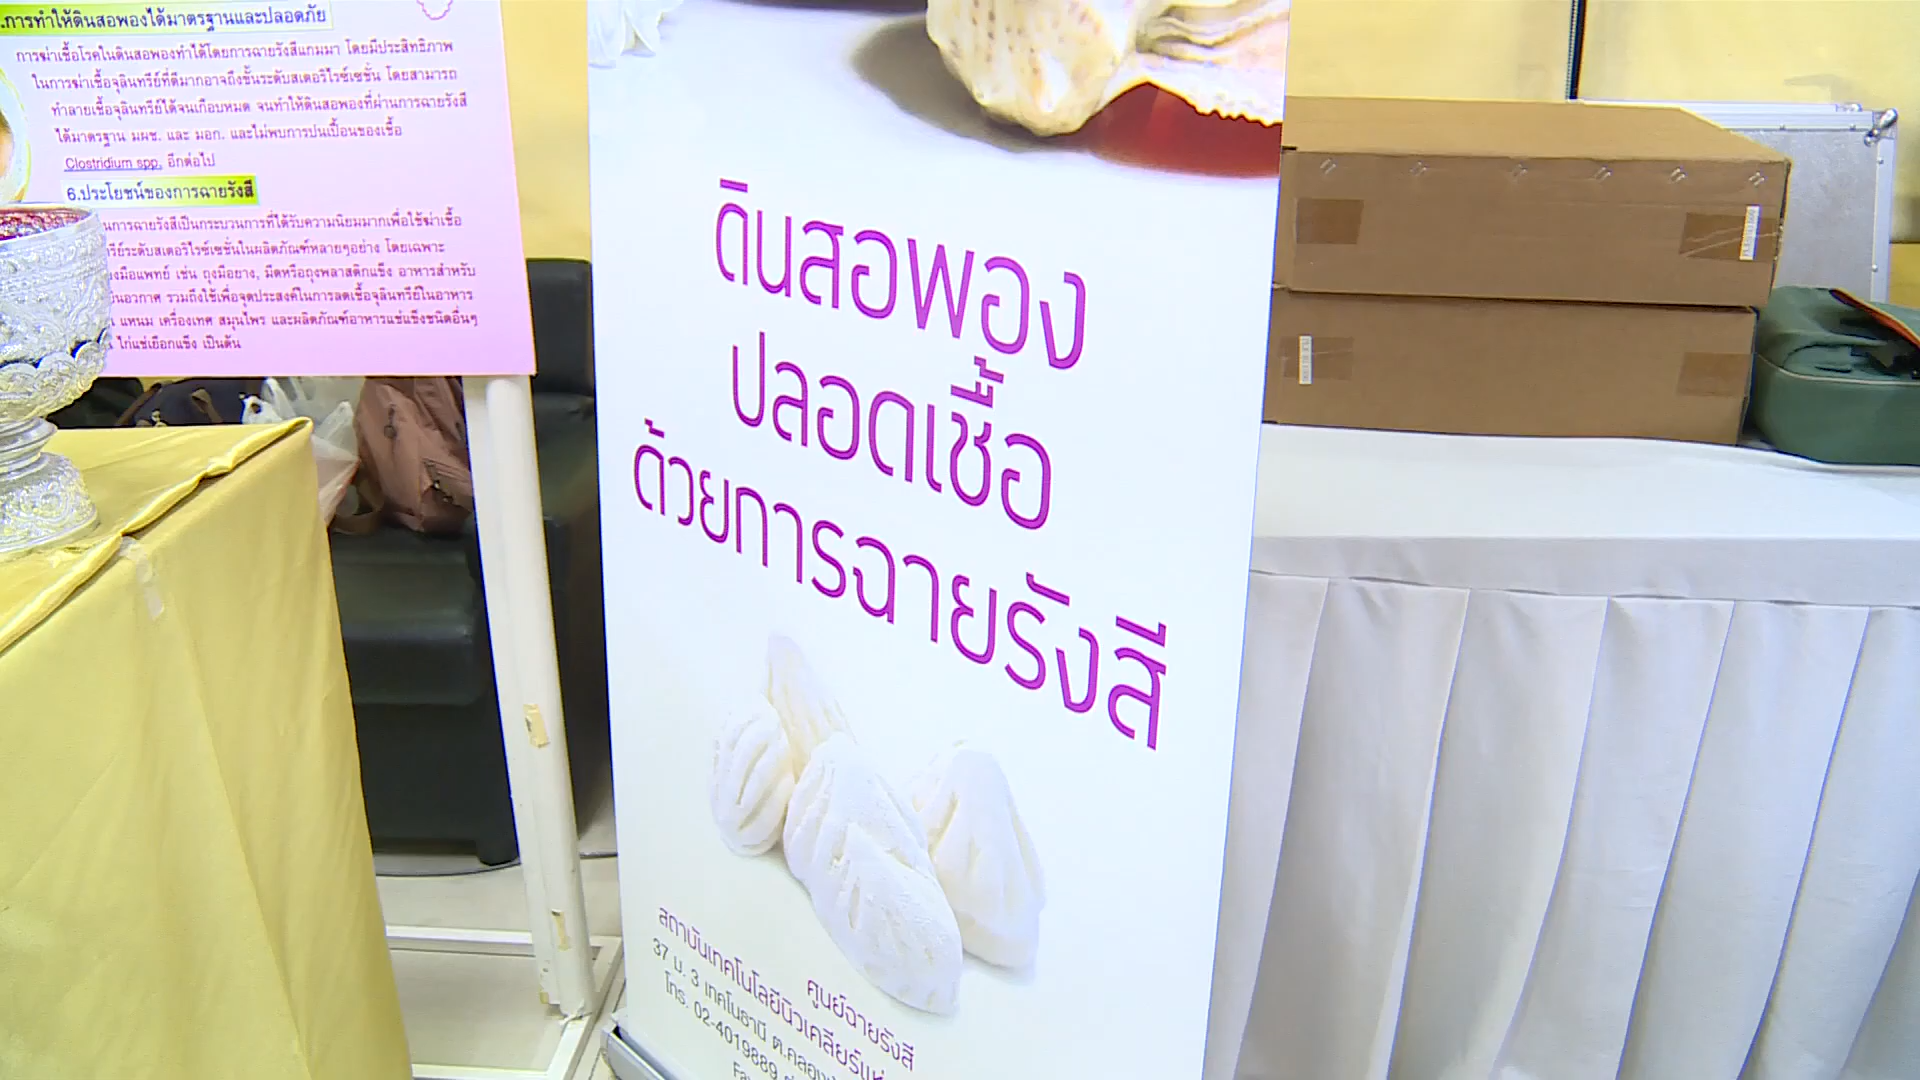 .การทำให้ดินสอพองได้มาตรฐานและปลอดภัย
การฆ่าเชื้อโรคในดินสอพองทำได้โดยการฉายรังสีแกมมา โดยมีประสิทธิภาพ
ในการฆ่าเชื้อจุลินทรีย์ที่ดีมากอาจถึงขั้นระดับสเตอริไรซ์เซชั่น โดยสามารถ
ทำลายเชื้อจุลินทรีย์ได้จนเกือบหมด จนทำให้ดินสอพองที่ผ่านการฉายรังสี
ได้มาตรฐาน มผช. และ มอก. และไม่พบการปนเปื้อนของเชื้อ
Clostridium spp. อีกต่อไป
6.ประโยชน์ของการฉายรังสี
การฉายรังสีเป็นกระบวนการที่ได้รับความนิยมมากเพื่อใช้ฆ่าเชื้อ
ระดับสเตอริไรซ์เซชั่นในผลิตภัณฑ์หลายๆอย่าง โดยเฉพาะ
เช่น ถุงมือยาง, มีดหรือถุงพลาสติกแข็ง อาหารสำหรับ
รวมถึงใช้เพื่อจุดประสงค์ในการลดเชื้อจุลินทรีย์ในอาหาร
แหนม เครื่องเทศ สมุนไพร และผลิตภัณฑ์อาหารแช่แข็งชนิดอื่นๆ
ไก่แช่เยือกแข็ง เป็นต้น
ดินสอพอง
ปลอดเชื้อ
ด้วยการฉายรังสี
ศูนย์ฉายรังสี
สถาบันเทคโนโลยีนิวเคลียร์แห่
37 ม. 3 เทคโนธานี ต.คลอง
โทร. 02-4019889